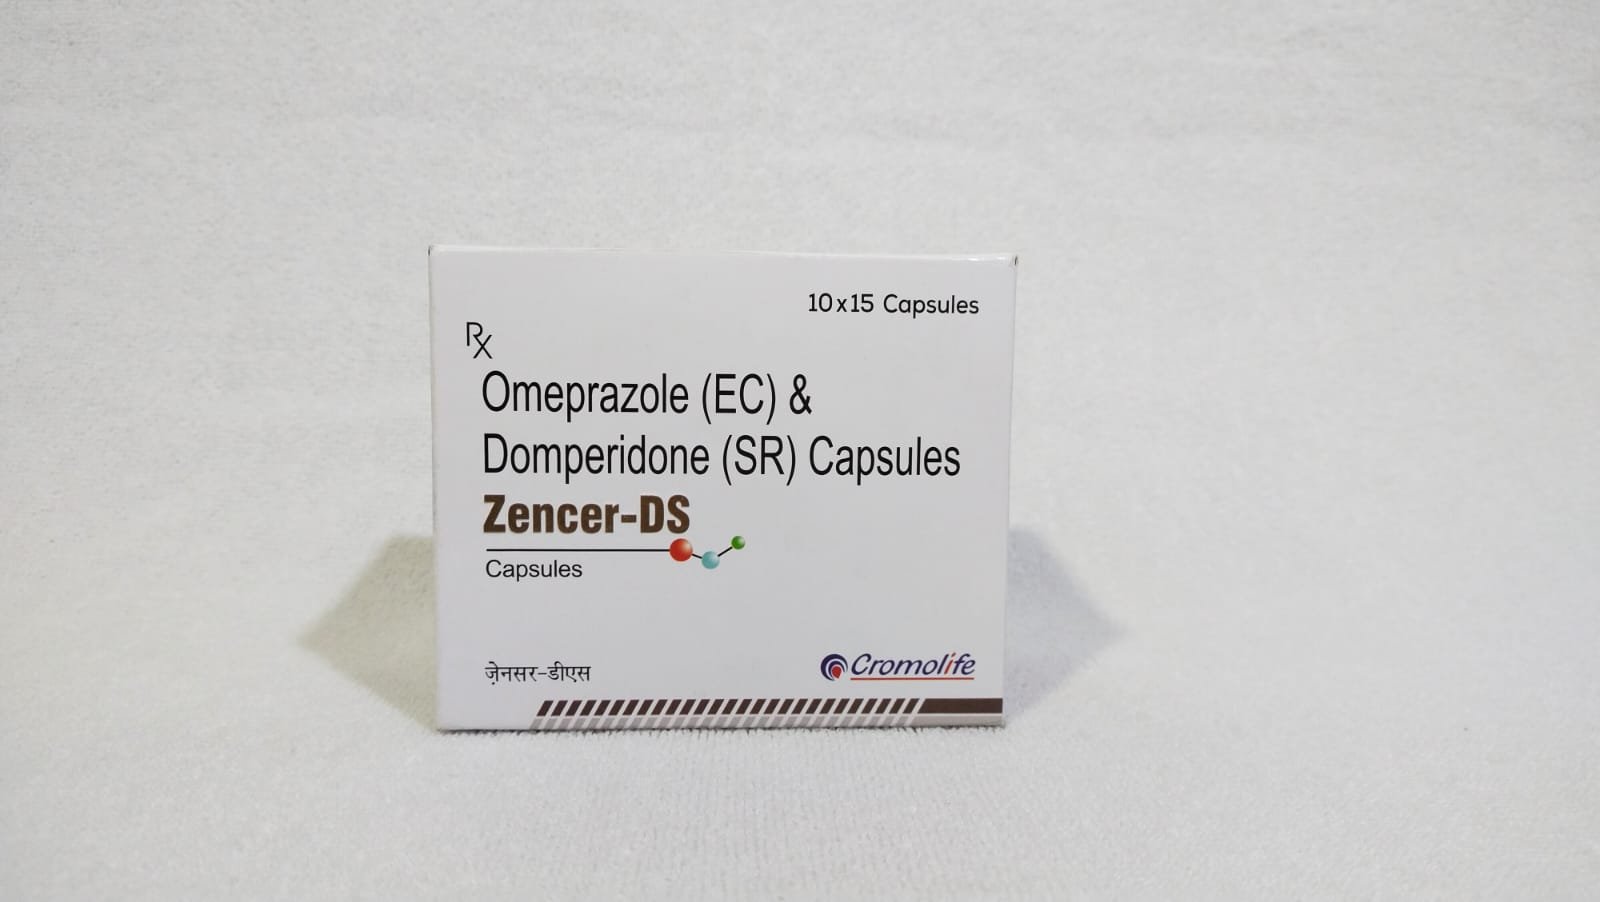 10x15 Capsules
Rx
Omeprazole (EC) &
Domperidone (SR) Capsules
Zencer-DS
Capsules
ज़ेनसर-डीएस
Cromolife